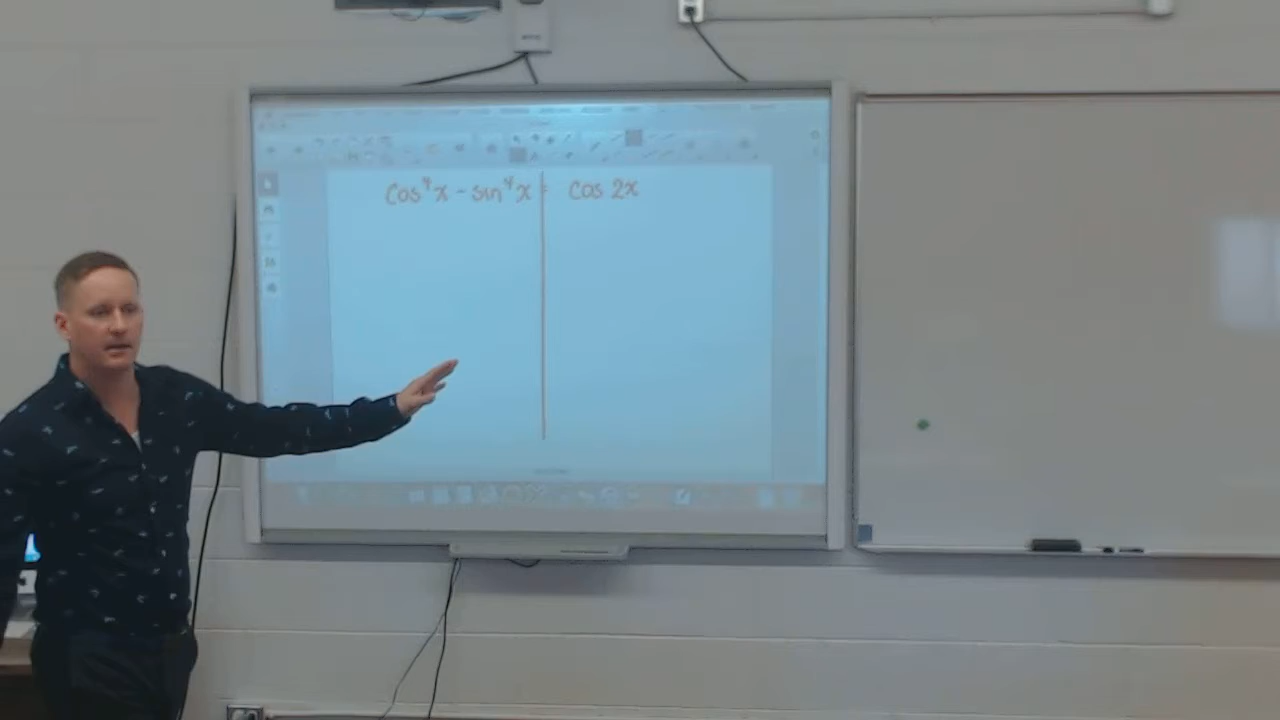 cos⁴x - sin⁴x = cos 2x